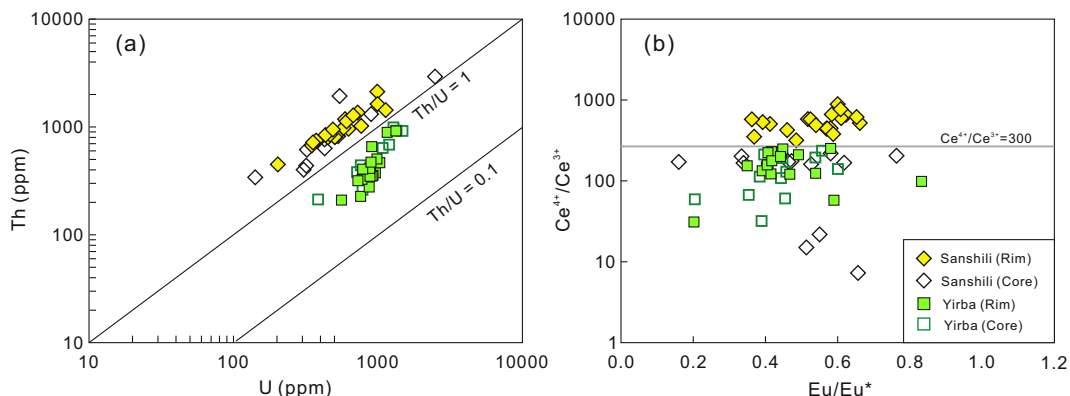 (a)
10000
1000
100
10
Th (ppm)
Th/U = 1
Th/U = 0.1
10
100
1000
10000
U (ppm)
(b)
10000
1000
100
10
1
Ce⁴⁺/Ce³⁺
Ce⁴⁺/Ce³⁺=300
Sanshili (Rim)
Sanshili (Core)
Yirba (Rim)
Yirba (Core)
0.0
0.2
0.4
0.6
0.8
1.0
1.2
Eu/Eu*